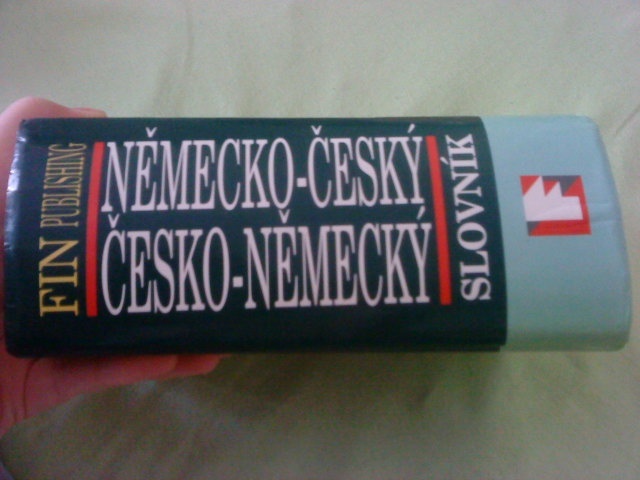 FIN PUBLISHING
NĚMECKO-ČESKÝ
ČESKO-NĚMECKÝ
SLOVNÍK